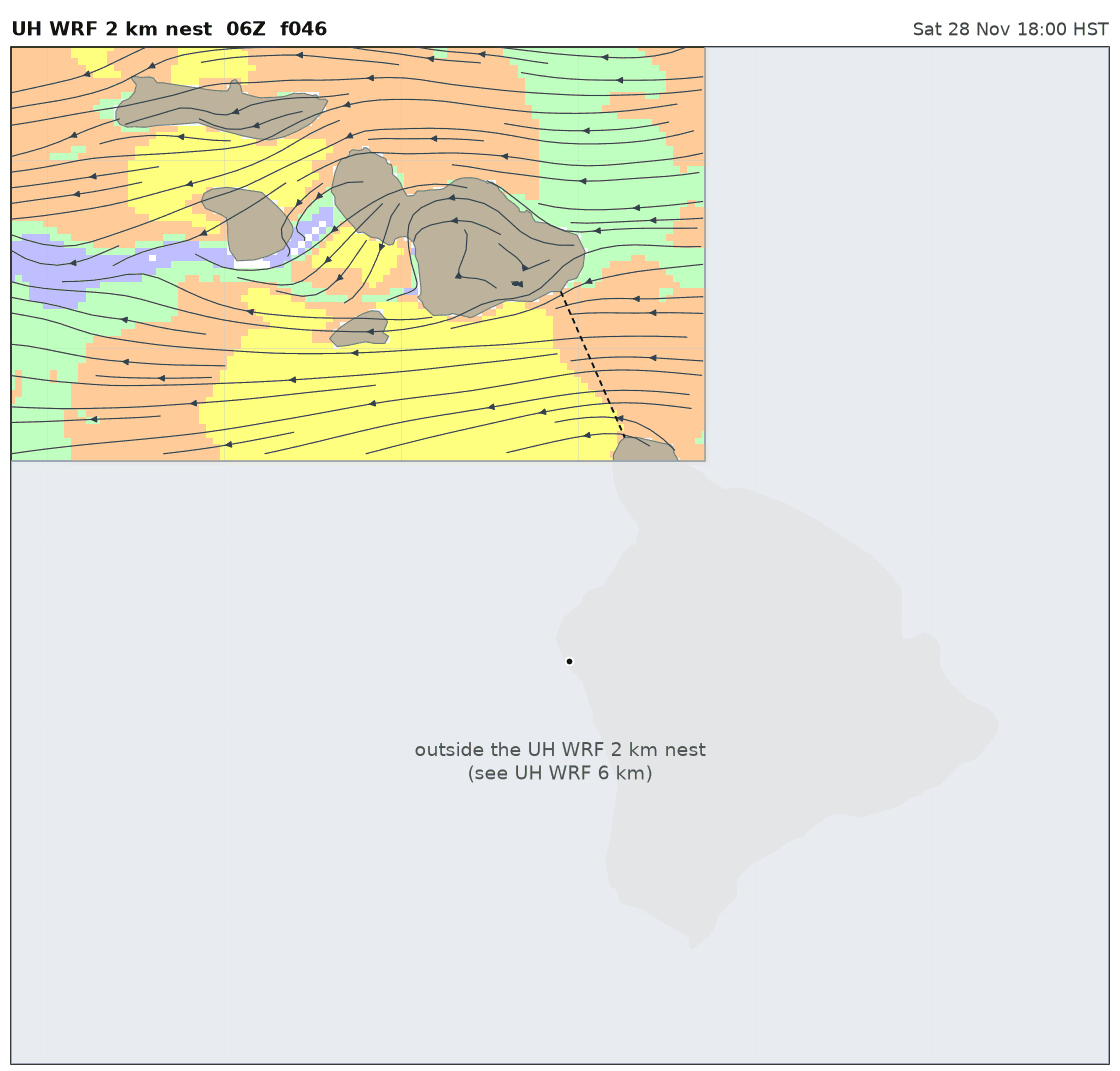 UH WRF 2 km nest  06Z  f046
Sat 28 Nov 18:00 HST
outside the UH WRF 2 km nest
(see UH WRF 6 km)